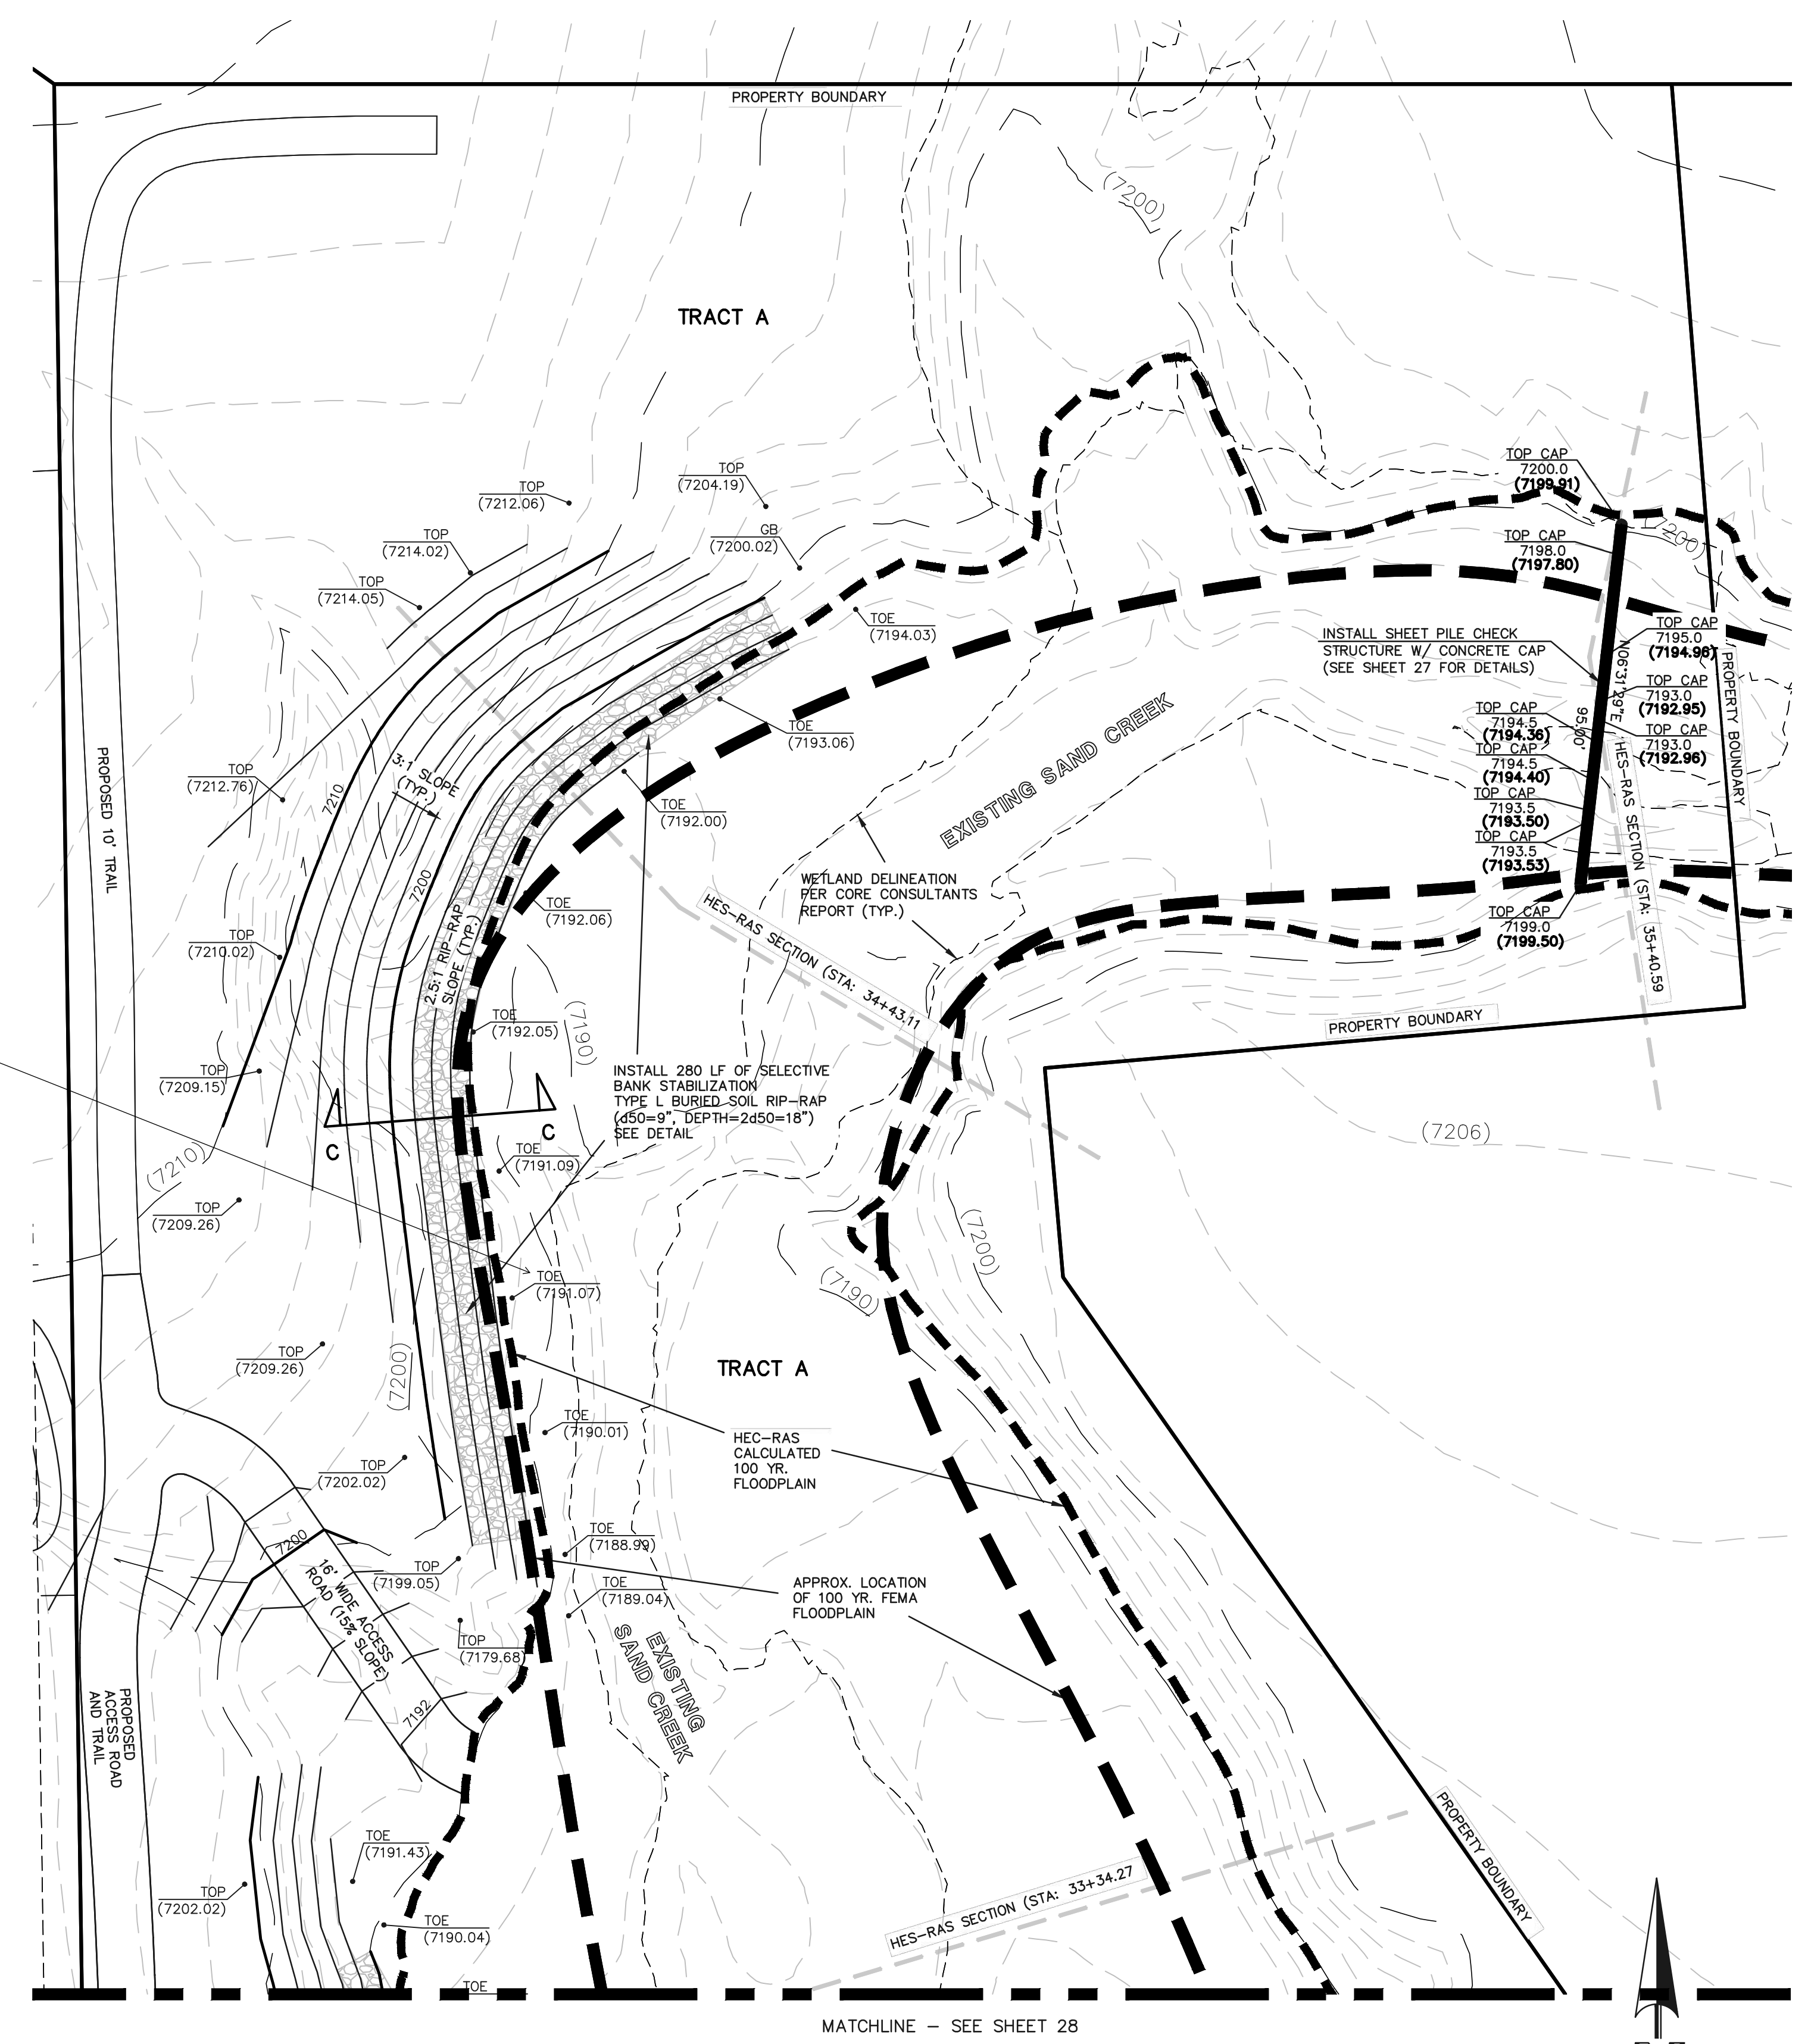 PROPERTY BOUNDARY
(7200)
TRACT A
TOP
(7204.19)
TOP
(7212.06)
TOP CAP
7200.0
(7199.91)
TOP
(7214.02)
GB
(7200.02)
TOP CAP
7198.0
(7197.80)
(7200)
TOP
(7214.05)
TOE
(7194.03)
INSTALL SHEET PILE CHECK
STRUCTURE W/ CONCRETE CAP
(SEE SHEET 27 FOR DETAILS)
TOP CAP
7195.0
(7194.96)
N06°31'29"E
95.00'
PROPERTY BOUNDARY
TOP CAP
7193.0
(7192.95)
TOP CAP
7194.5
(7194.36)
TOP CAP
7193.0
(7192.96)
TOE
(7193.06)
EXISTING SAND CREEK
TOP CAP
7194.5
(7194.40)
PROPOSED 10' TRAIL
TOP
(7212.76)
7210
3:1 SLOPE
(TYP.)
TOE
(7192.00)
TOP CAP
7193.5
(7193.50)
TOP CAP
7193.5
(7193.53)
HES-RAS SECTION (STA: 35+40.59
7200
WETLAND DELINEATION
PER CORE CONSULTANTS
REPORT (TYP.)
TOE
(7192.06)
TOP CAP
7199.0
(7199.50)
HES-RAS SECTION (STA: 34+43.11
TOP
(7210.02)
2.5:1 RIP-RAP
SLOPE (TYP.)
TOE
(7192.05)
(7190)
PROPERTY BOUNDARY
TOP
(7209.15)
INSTALL 280 LF OF SELECTIVE
BANK STABILIZATION
TYPE L BURIED SOIL RIP-RAP
(d50=9", DEPTH=2d50=18")
SEE DETAIL
C
C
(7206)
TOE
(7191.09)
(7210)
TOP
(7209.26)
(7200)
TOE
(7191.07)
(7190)
TOP
(7209.26)
(7200)
TRACT A
TOE
(7190.01)
HEC-RAS
CALCULATED
100 YR.
FLOODPLAIN
TOP
(7202.02)
7200
TOE
(7188.99)
16' WIDE ACCESS
ROAD (15% SLOPE)
TOP
(7199.05)
TOE
(7189.04)
APPROX. LOCATION
OF 100 YR. FEMA
FLOODPLAIN
TOP
(7179.68)
EXISTING
SAND CREEK
7192
PROPOSED
ACCESS ROAD
AND TRAIL
TOE
(7191.43)
PROPERTY BOUNDARY
TOP
(7202.02)
TOE
(7190.04)
HES-RAS SECTION (STA: 33+34.27
TOE
MATCHLINE - SEE SHEET 28